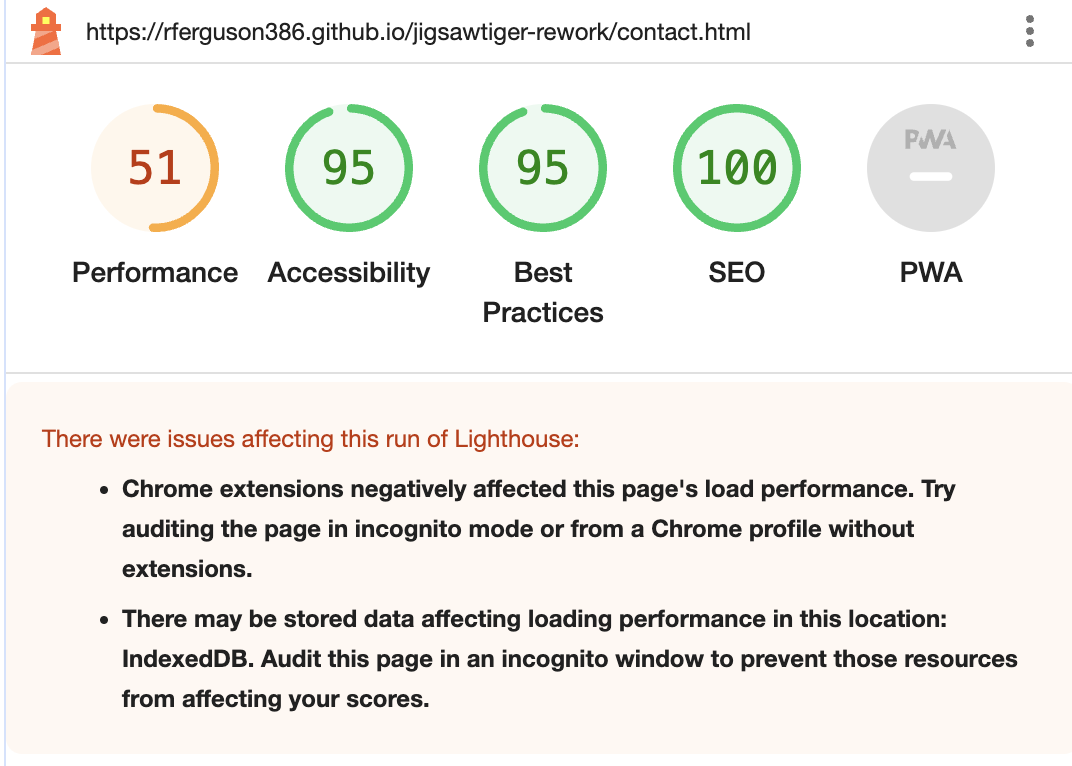 https://rferguson386.github.io/jigsawtiger-rework/contact.html
51
95
95
100
PWA
Performance
Accessibility
Best
Practices
SEO
PWA
There were issues affecting this run of Lighthouse:
• Chrome extensions negatively affected this page's load performance. Try
auditing the page in incognito mode or from a Chrome profile without
extensions.
• There may be stored data affecting loading performance in this location:
IndexedDB. Audit this page in an incognito window to prevent those resources
from affecting your scores.